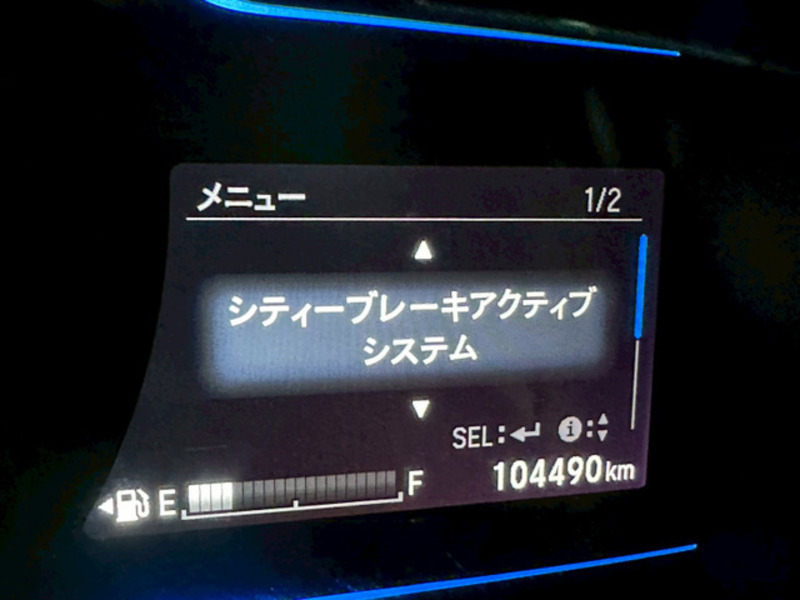 メニュー 1/2
シティーブレーキアクティブ
システム
SEL:
i:
104490km
E F